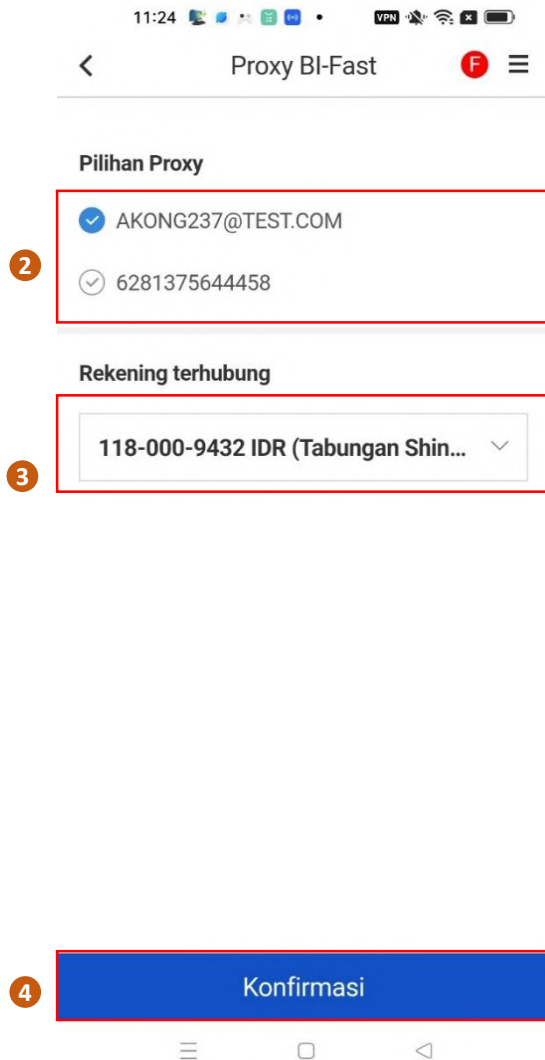 11:24 VPN
Proxy BI-Fast F
Pilihan Proxy
AKONG237@TEST.COM
2
6281375644458
Rekening terhubung
118-000-9432 IDR (Tabungan Shin...
3
4 Konfirmasi